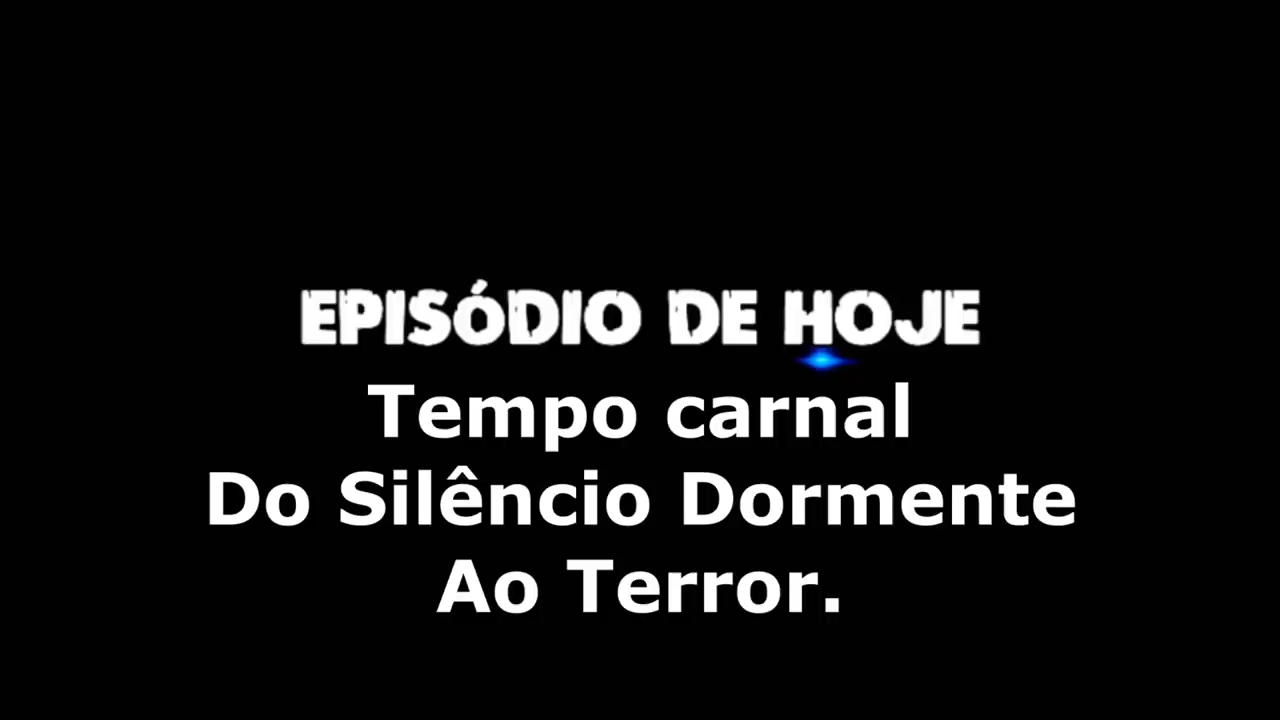 EPISÓDIO DE HOJE
Tempo carnal
Do Silêncio Dormente
Ao Terror.